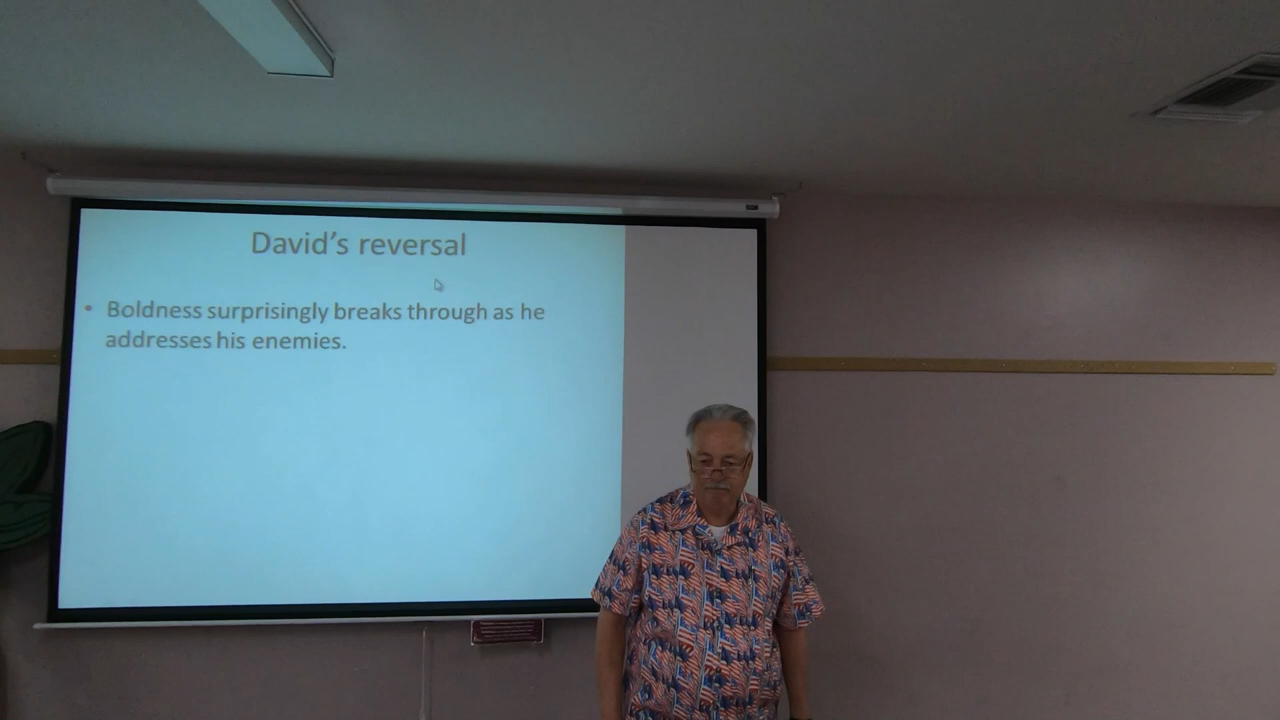 David’s reversal
• Boldness surprisingly breaks through as he
addresses his enemies.